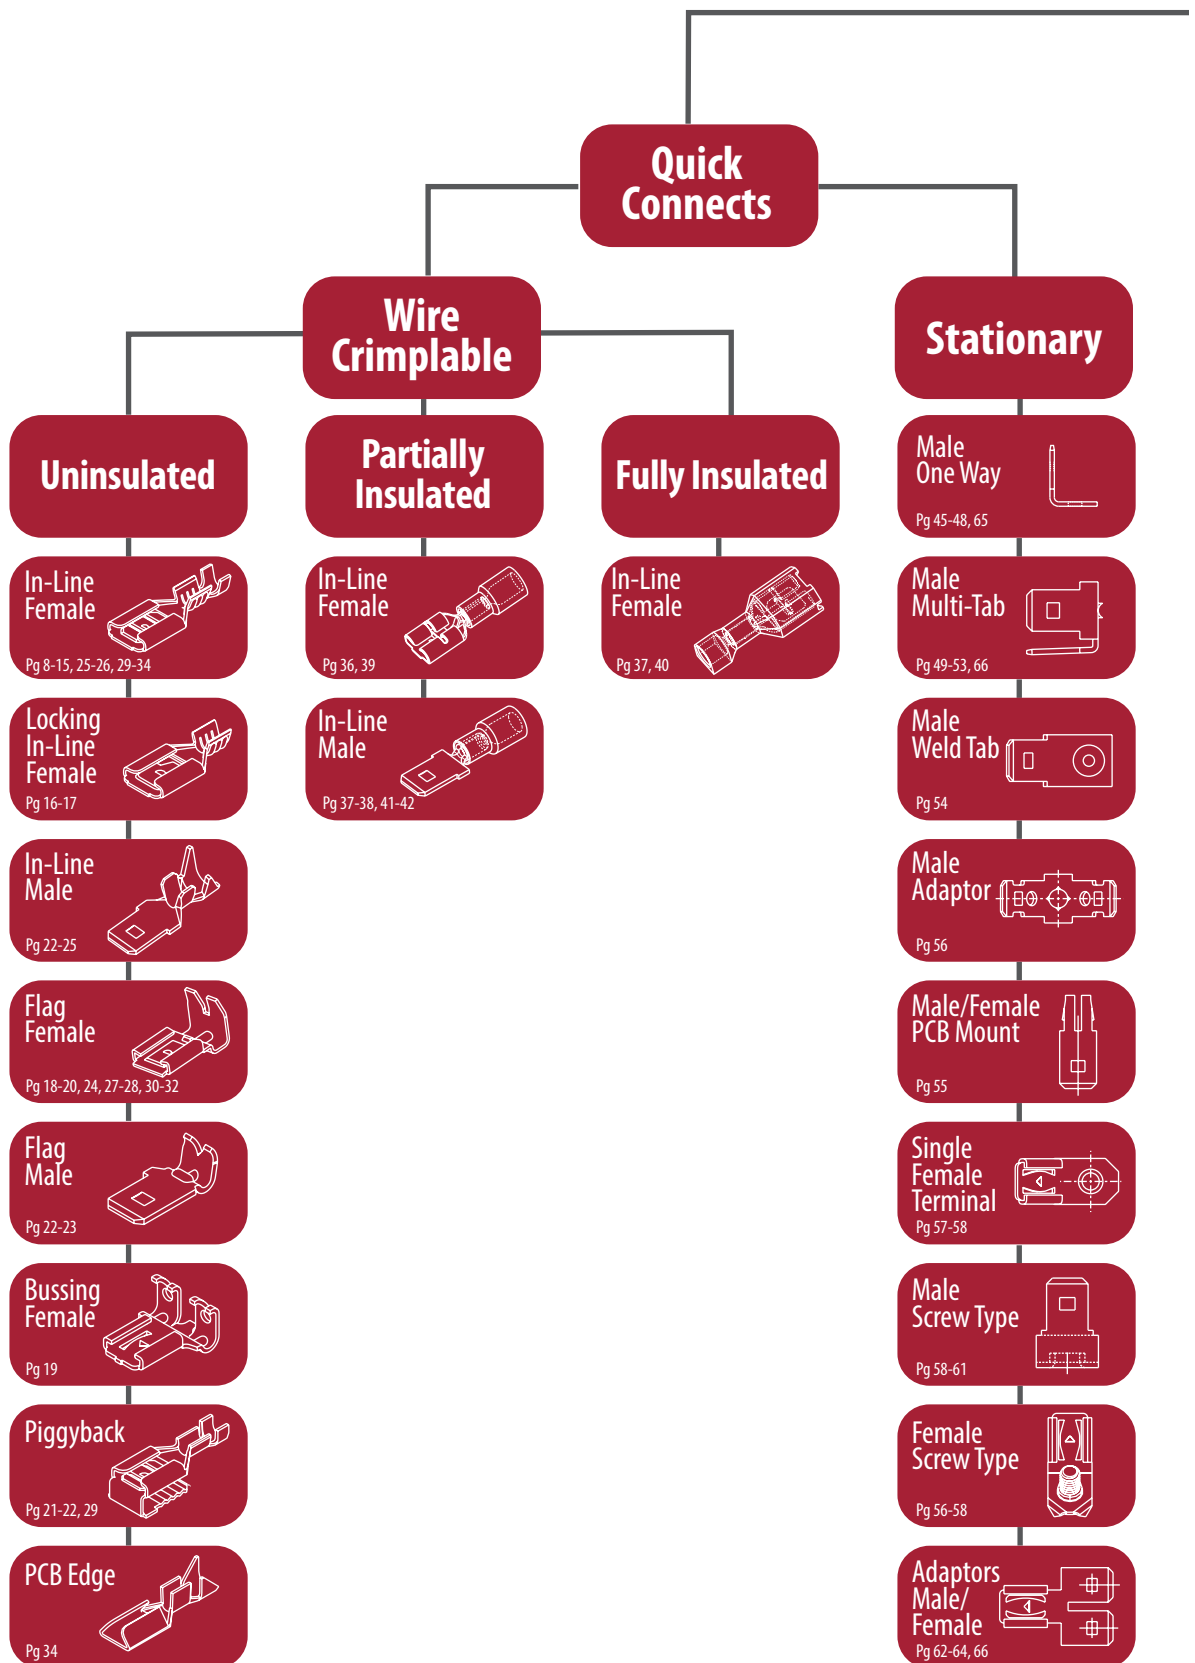 Quick
Connects
Wire
Crimplable
Stationary
Uninsulated
Partially
Insulated
Fully Insulated
In-Line
Female
Pg 8-15, 25-26, 29-34
Locking
In-Line
Female
Pg 16-17
In-Line
Male
Pg 22-25
Flag
Female
Pg 18-20, 24, 27-28, 30-32
Flag
Male
Pg 22-23
Bussing
Female
Pg 19
Piggyback
Pg 21-22, 29
PCB Edge
Pg 34
In-Line
Female
Pg 36, 39
In-Line
Male
Pg 37-38, 41-42
In-Line
Female
Pg 37, 40
Male
One Way
Pg 45-48, 65
Male
Multi-Tab
Pg 49-53, 66
Male
Weld Tab
Pg 54
Male
Adaptor
Pg 56
Male/Female
PCB Mount
Pg 55
Single
Female
Terminal
Pg 57-58
Male
Screw Type
Pg 58-61
Female
Screw Type
Pg 56-58
Adaptors
Male/
Female
Pg 62-64, 66